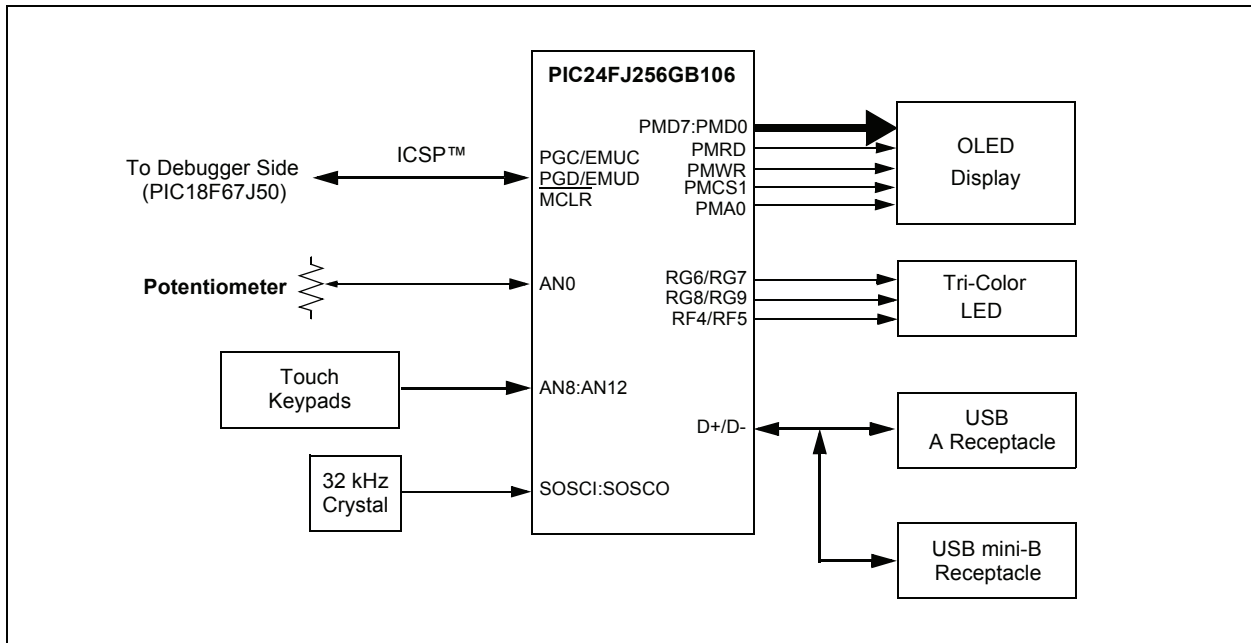 PIC24FJ256GB106
To Debugger Side
(PIC18F67J50)
ICSP™
PGC/EMUC
PGD/EMUD
MCLR
Potentiometer
AN0
Touch
Keypads
AN8:AN12
32 kHz
Crystal
SOSCI:SOSCO
PMD7:PMD0
PMRD
PMWR
PMCS1
PMA0
OLED
Display
RG6/RG7
RG8/RG9
RF4/RF5
Tri-Color
LED
D+/D-
USB
A Receptacle
USB mini-B
Receptacle